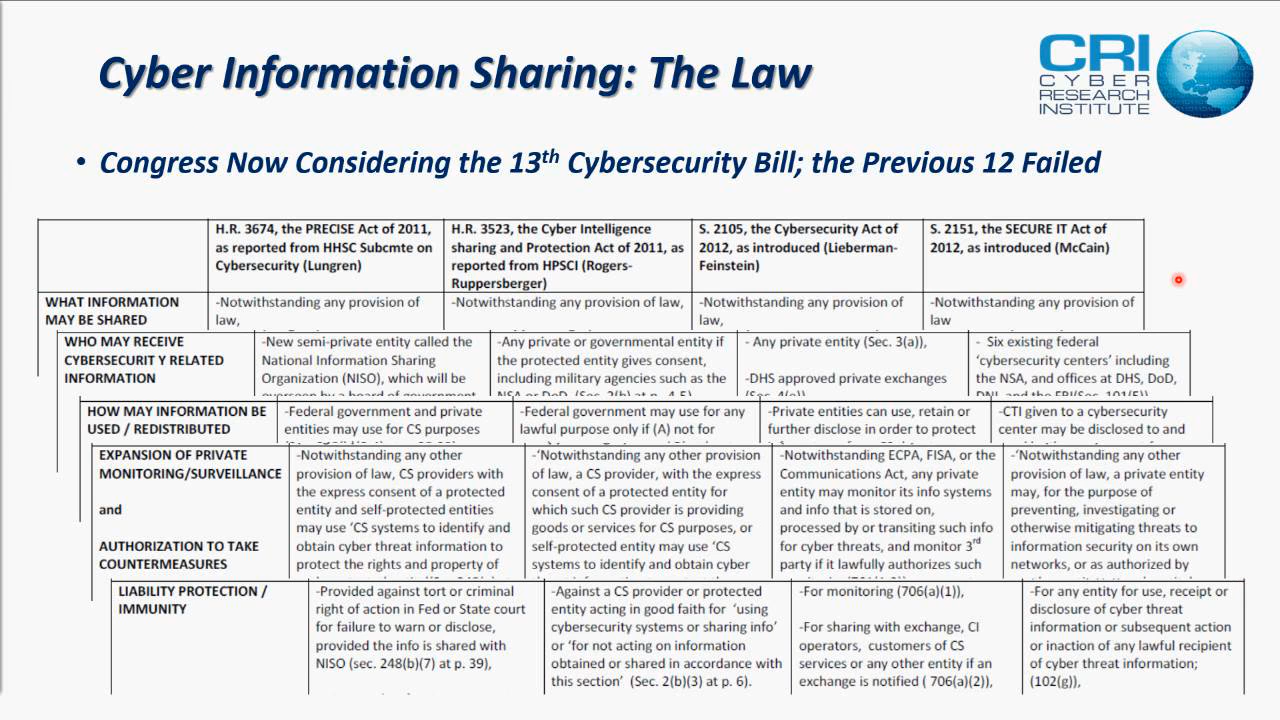 Cyber Information Sharing: The Law
CRI
CYBER
RESEARCH
INSTITUTE
• Congress Now Considering the 13th Cybersecurity Bill; the Previous 12 Failed
H.R. 3674, the PRECISE Act of 2011,
as reported from HHSC Subcmte on
Cybersecurity (Lungren)
H.R. 3523, the Cyber Intelligence
sharing and Protection Act of 2011, as
reported from HPSCI (Rogers-
Ruppersberger)
S. 2105, the Cybersecurity Act of
2012, as introduced (Lieberman-
Feinstein)
S. 2151, the SECURE IT Act of
2012, as introduced (McCain)
WHAT INFORMATION
MAY BE SHARED
-Notwithstanding any provision of
law,
-Notwithstanding any provision of law,
-Notwithstanding any provision of
law,
-Notwithstanding any provision of
law
WHO MAY RECEIVE
CYBERSECURIT Y RELATED
INFORMATION
-New semi-private entity called the
National Information Sharing
Organization (NISO), which will be
overseen by a board of government
-Any private or governmental entity if
the protected entity gives consent,
including military agencies such as the
NSA or DoD. (Sec. 2(b) at p. 4-5)
- Any private entity (Sec. 3(a)),
-DHS approved private exchanges
(Sec. 4(e))
- Six existing federal
‘cybersecurity centers’ including
the NSA, and offices at DHS, DoD,
DNI, and the FBI(Sec. 101(5))
HOW MAY INFORMATION BE
USED / REDISTRIBUTED
-Federal government and private
entities may use for CS purposes
-Federal government may use for any
lawful purpose only if (A) not for
-Private entities can use, retain or
further disclose in order to protect
-CTI given to a cybersecurity
center may be disclosed to and
EXPANSION OF PRIVATE
MONITORING/SURVEILLANCE
and
AUTHORIZATION TO TAKE
COUNTERMEASURES
-Notwithstanding any other
provision of law, CS providers with
the express consent of a protected
entity and self-protected entities
may use ‘CS systems to identify and
obtain cyber threat information to
protect the rights and property of
-‘Notwithstanding any other provision
of law, a CS provider, with the express
consent of a protected entity for
which such CS provider is providing
goods or services for CS purposes, or
self-protected entity may use ‘CS
systems to identify and obtain cyber
-Notwithstanding ECPA, FISA, or the
Communications Act, any private
entity may monitor its info systems
and info that is stored on,
processed by or transiting such info
for cyber threats, and monitor 3rd
party if it lawfully authorizes such
-‘Notwithstanding any other
provision of law, a private entity
may, for the purpose of
preventing, investigating or
otherwise mitigating threats to
information security on its own
networks, or as authorized by
LIABILITY PROTECTION /
IMMUNITY
-Provided against tort or criminal
right of action in Fed or State court
for failure to warn or disclose,
provided the info is shared with
NISO (sec. 248(b)(7) at p. 39),
-Against a CS provider or protected
entity acting in good faith for ‘using
cybersecurity systems or sharing info’
or ‘for not acting on information
obtained or shared in accordance with
this section’ (Sec. 2(b)(3) at p. 6).
-For monitoring (706(a)(1)),
-For sharing with exchange, CI
operators, customers of CS
services or any other entity if an
exchange is notified ( 706(a)(2)),
-For any entity for use, receipt or
disclosure of cyber threat
information or subsequent action
or inaction of any lawful recipient
of cyber threat information;
(102(g)),